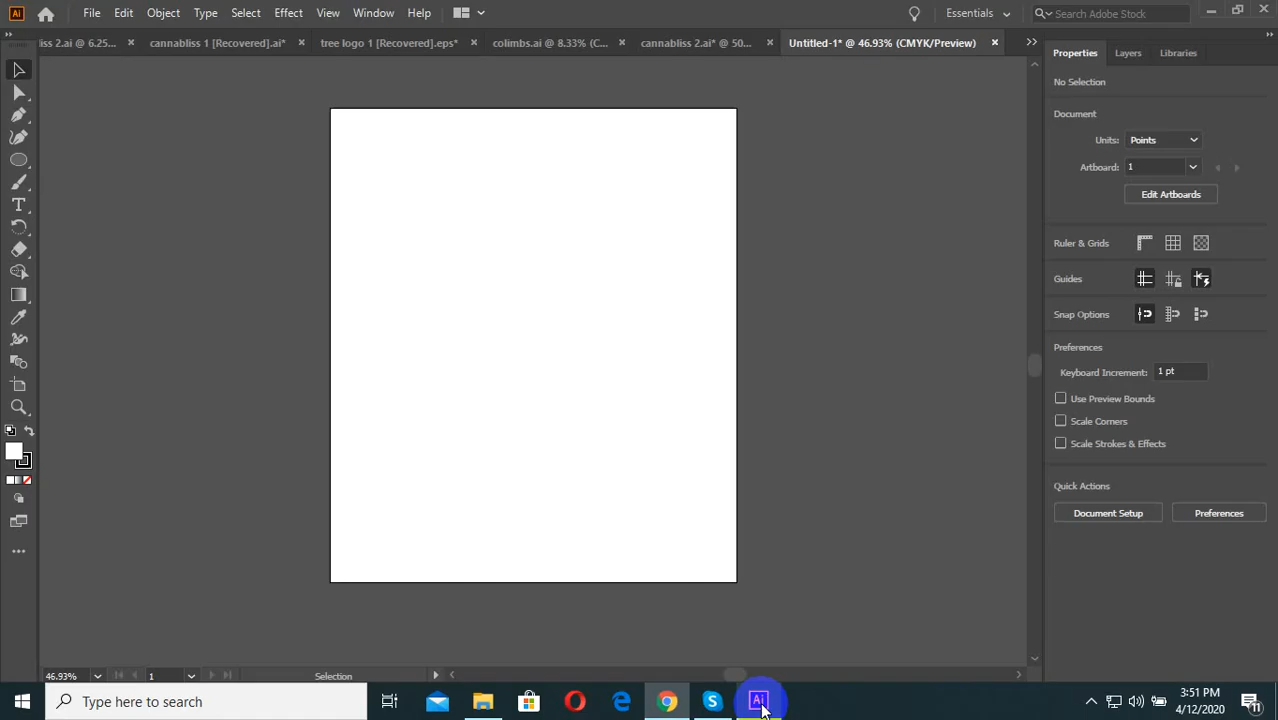 Ai File Edit Object Type Select Effect View Window Help Essentials Search Adobe Stock
liss 2.ai @ 6.25... cannabliss 1 [Recovered].ai* tree logo 1 [Recovered].eps* colimbs.ai @ 8.33% (C... cannabliss 2.ai* @ 50... Untitled-1* @ 46.93% (CMYK/Preview)
Properties Layers Libraries
No Selection
Document
Units: Points
Artboard: 1
Edit Artboards
Ruler & Grids
Guides
Snap Options
Preferences
Keyboard Increment: 1 pt
Use Preview Bounds
Scale Corners
Scale Strokes & Effects
Quick Actions
Document Setup Preferences
46.93% 1 Selection
Type here to search
Ai
3:51 PM
4/12/2020
11